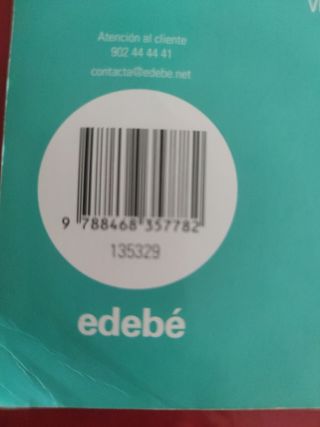 Atención al cliente
902 44 44 41
contacta@edebe.net
9 788468 357782
135329
edebé